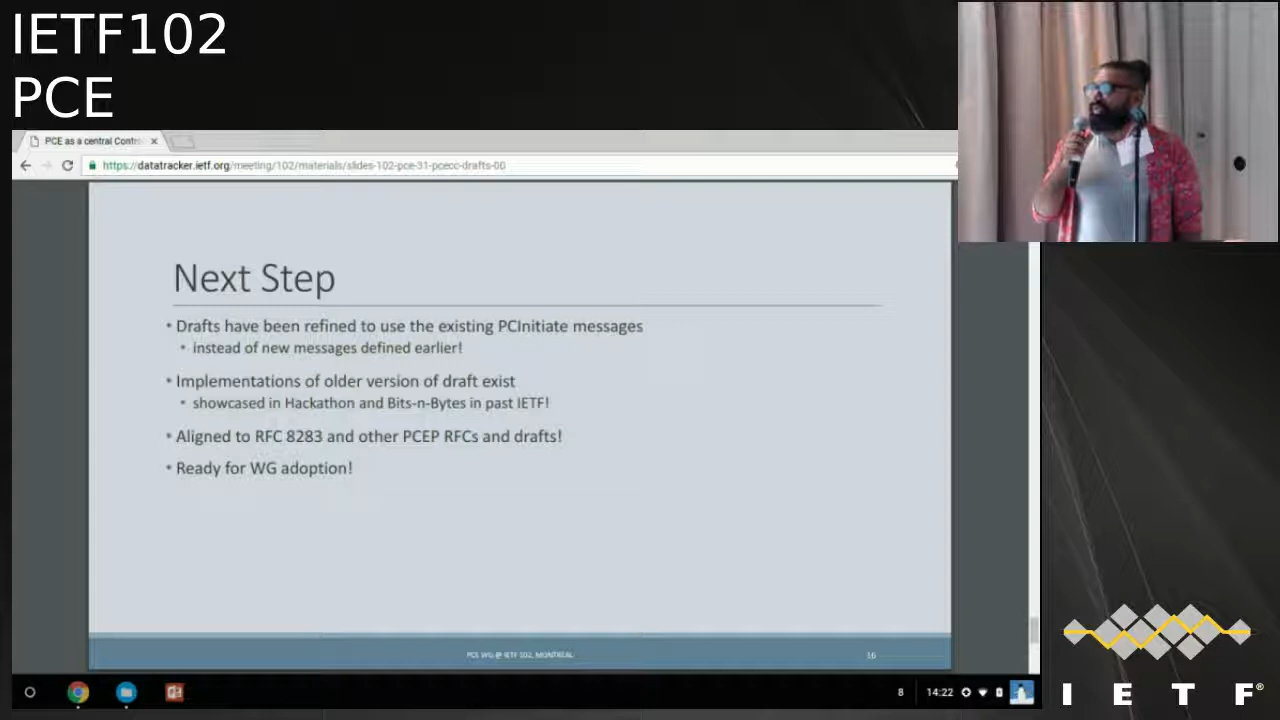 IETF102
PCE
PCE as a central Contro
https://datatracker.ietf.org/meeting/102/materials/slides-102-pce-31-pcecc-drafts-00
Next Step
• Drafts have been refined to use the existing PCInitiate messages
• instead of new messages defined earlier!
• Implementations of older version of draft exist
• showcased in Hackathon and Bits-n-Bytes in past IETF!
• Aligned to RFC 8283 and other PCEP RFCs and drafts!
• Ready for WG adoption!
PCE WG @ IETF 102, MONTREAL
16
8
14:22
I E T F®